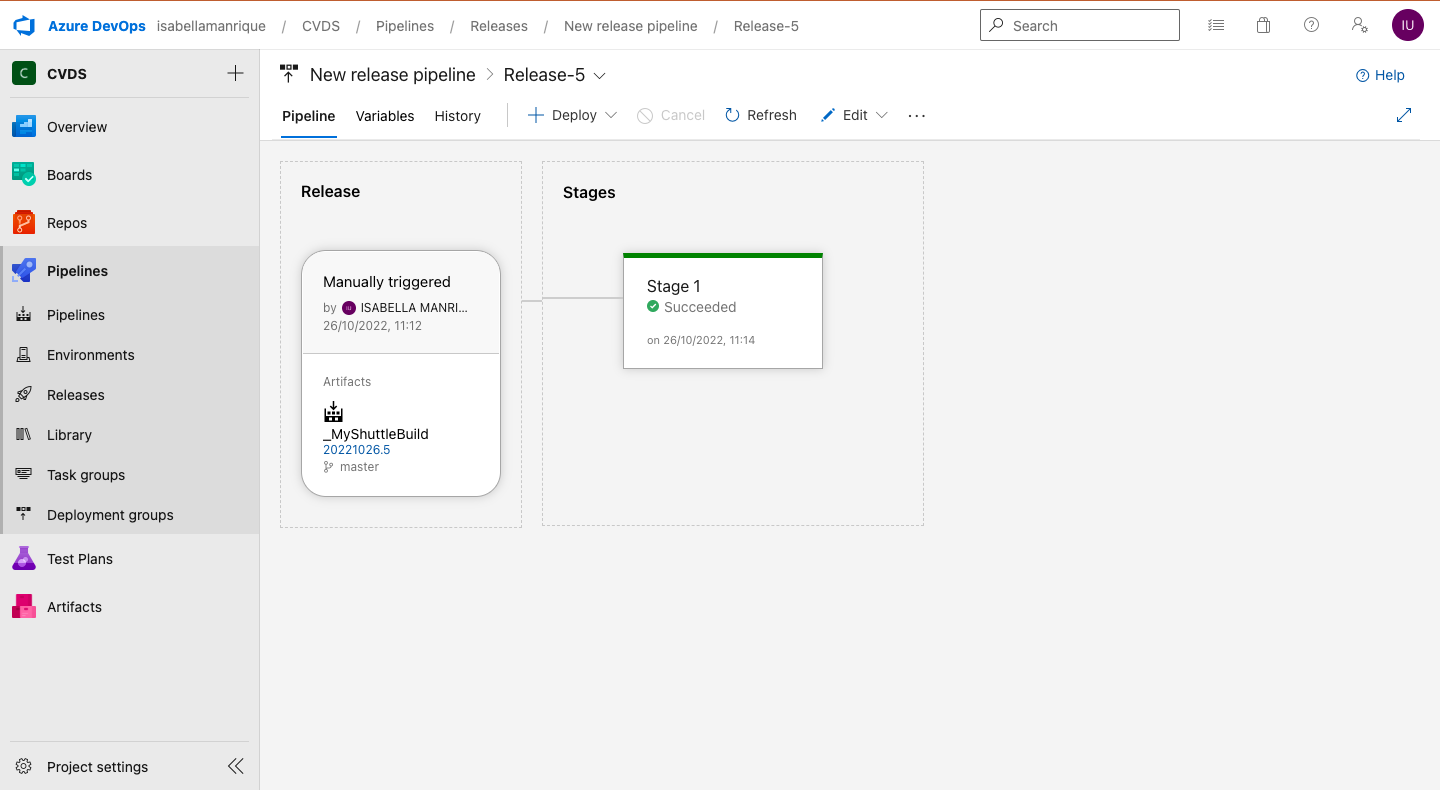 Azure DevOps isabellamanrique / CVDS / Pipelines / Releases / New release pipeline / Release-5
Search
IU
C CVDS
Overview
Boards
Repos
Pipelines
Pipelines
Environments
Releases
Library
Task groups
Deployment groups
Test Plans
Artifacts
Project settings
New release pipeline > Release-5
Help
Pipeline Variables History Deploy Cancel Refresh Edit ...
Release
Manually triggered
by IU ISABELLA MANRI...
26/10/2022, 11:12
Artifacts
_MyShuttleBuild
20221026.5
master
Stages
Stage 1
Succeeded
on 26/10/2022, 11:14